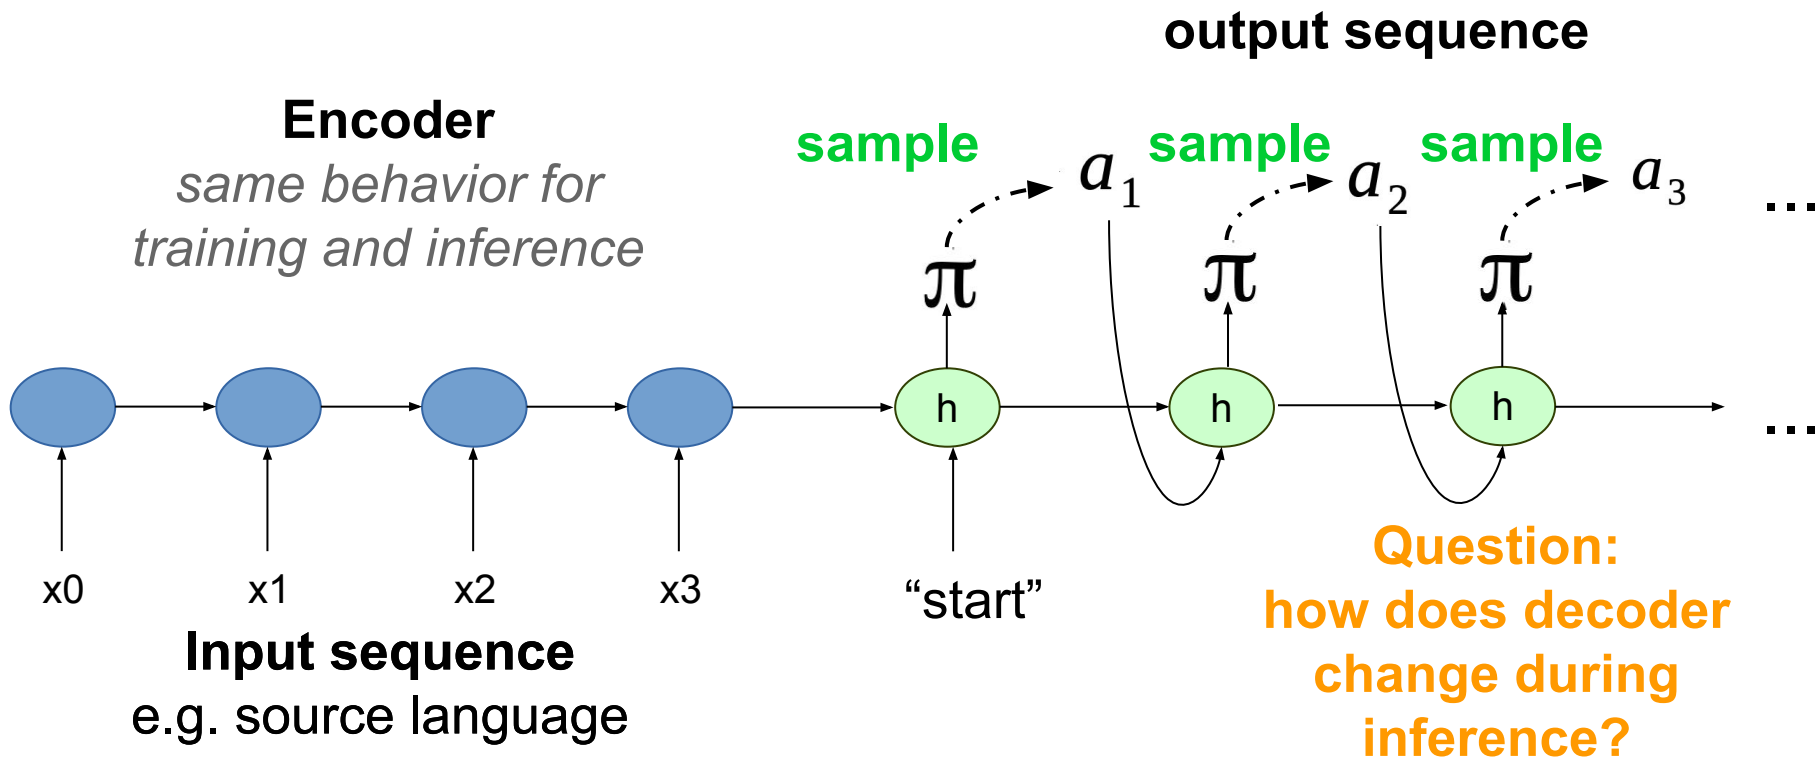 output sequence
Encoder
same behavior for
training and inference
sample
sample
sample
a₁
a₂
a₃
...
π
π
π
h
h
h
...
x0
x1
x2
x3
“start”
Input sequence
e.g. source language
Question:
how does decoder
change during
inference?